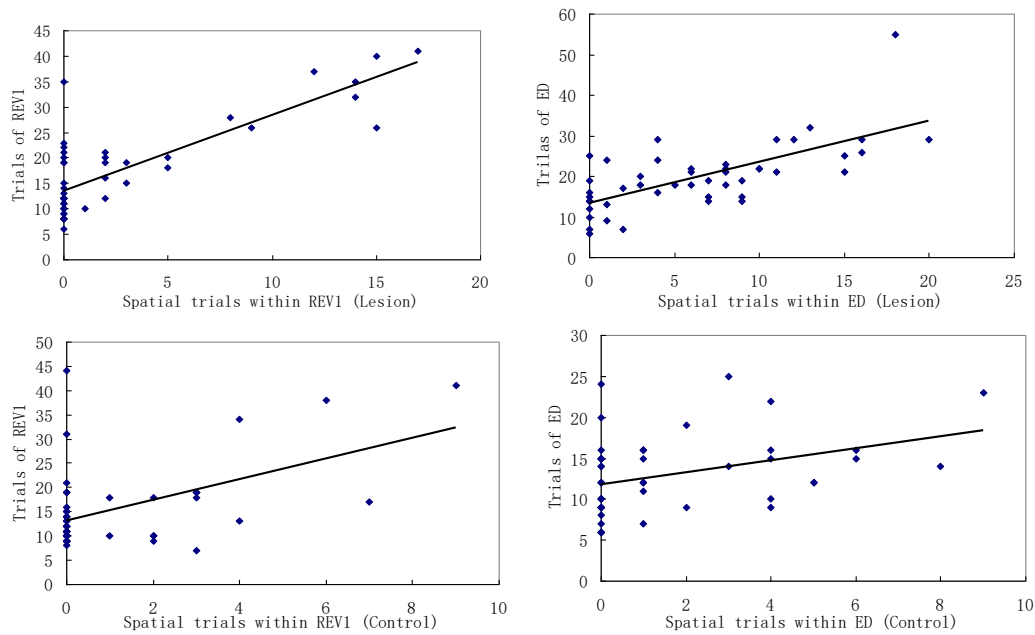 45
40
35
30
25
20
15
10
5
0
Trials of REV1
0 5 10 15 20
Spatial trials within REV1 (Lesion)
60
50
40
30
20
10
0
Trilas of ED
0 5 10 15 20 25
Spatial trials within ED (Lesion)
50
45
40
35
30
25
20
15
10
5
0
Trials of REV1
0 2 4 6 8 10
Spatial trials within REV1 (Control)
30
25
20
15
10
5
0
Trials of ED
0 2 4 6 8 10
Spatial trials within ED (Control)